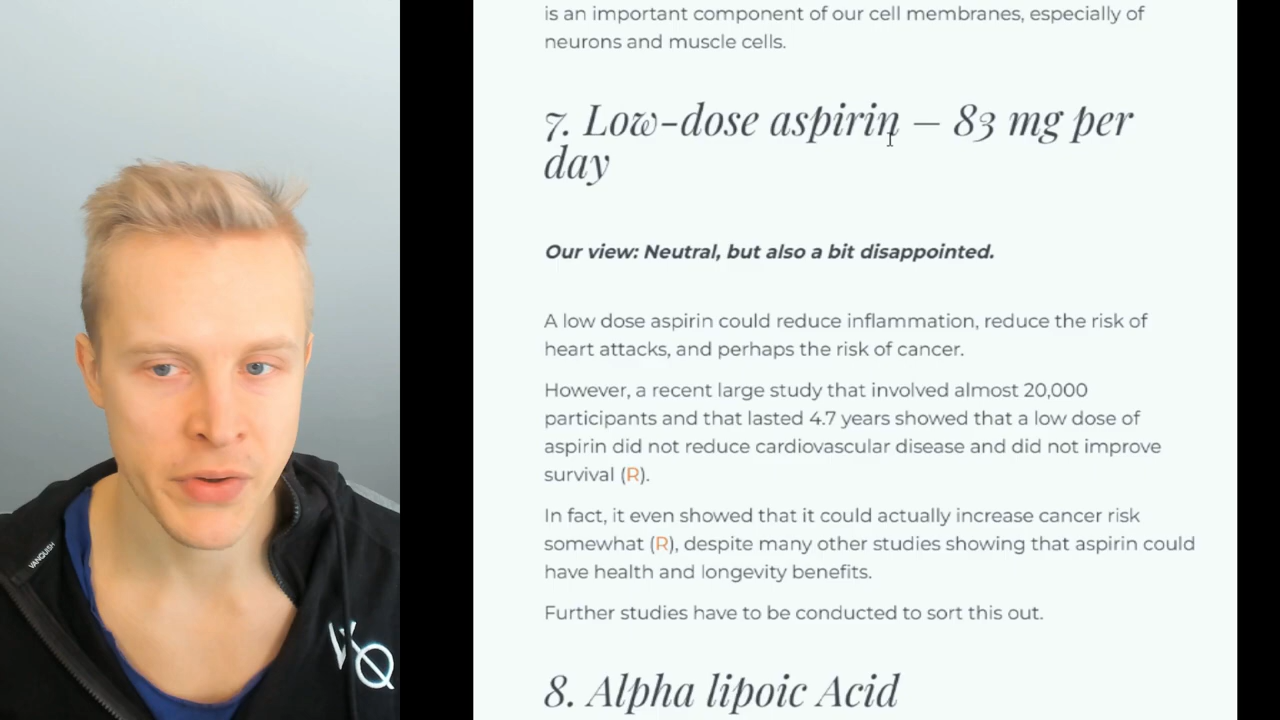 is an important component of our cell membranes, especially of
neurons and muscle cells.
7. Low-dose aspirin – 83 mg per
day
Our view: Neutral, but also a bit disappointed.
A low dose aspirin could reduce inflammation, reduce the risk of
heart attacks, and perhaps the risk of cancer.
However, a recent large study that involved almost 20,000
participants and that lasted 4.7 years showed that a low dose of
aspirin did not reduce cardiovascular disease and did not improve
survival (R).
In fact, it even showed that it could actually increase cancer risk
somewhat (R), despite many other studies showing that aspirin could
have health and longevity benefits.
Further studies have to be conducted to sort this out.
8. Alpha lipoic Acid
VANQUISH